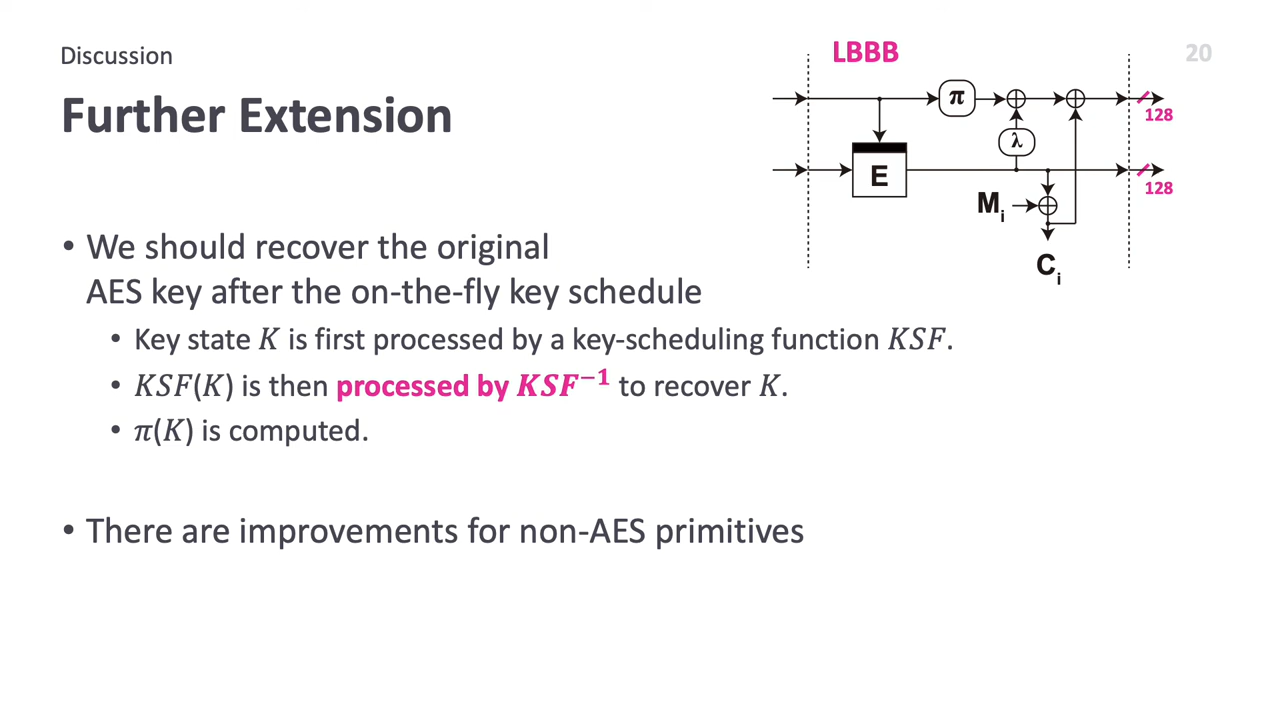 Discussion
Further Extension
20
LBBB
π
128
λ
E
128
Mᵢ
Cᵢ
• We should recover the original
AES key after the on-the-fly key schedule
• Key state K is first processed by a key-scheduling function KSF.
• KSF(K) is then processed by KSF⁻¹ to recover K.
• π(K) is computed.
• There are improvements for non-AES primitives